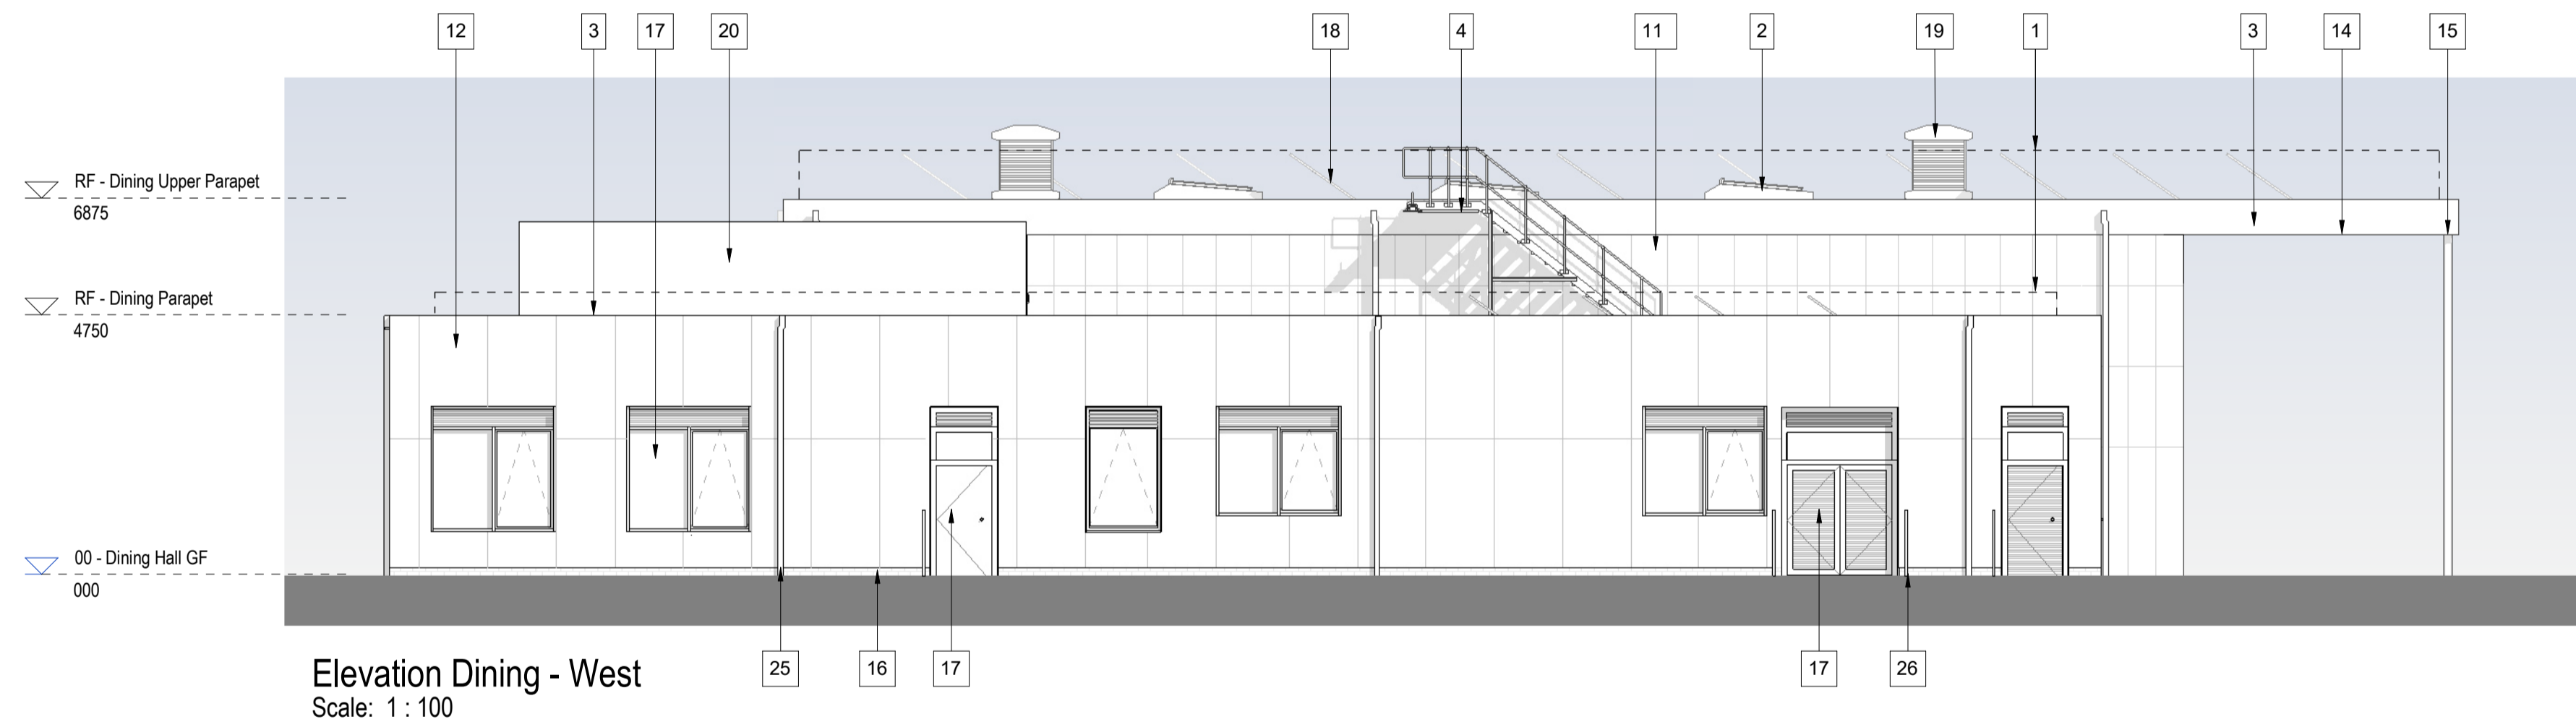 12 3 17 20 18 4 11 2 19 1 3 14 15
RF - Dining Upper Parapet
6875
RF - Dining Parapet
4750
00 - Dining Hall GF
000
25 16 17 17 26
Elevation Dining - West
Scale: 1 : 100